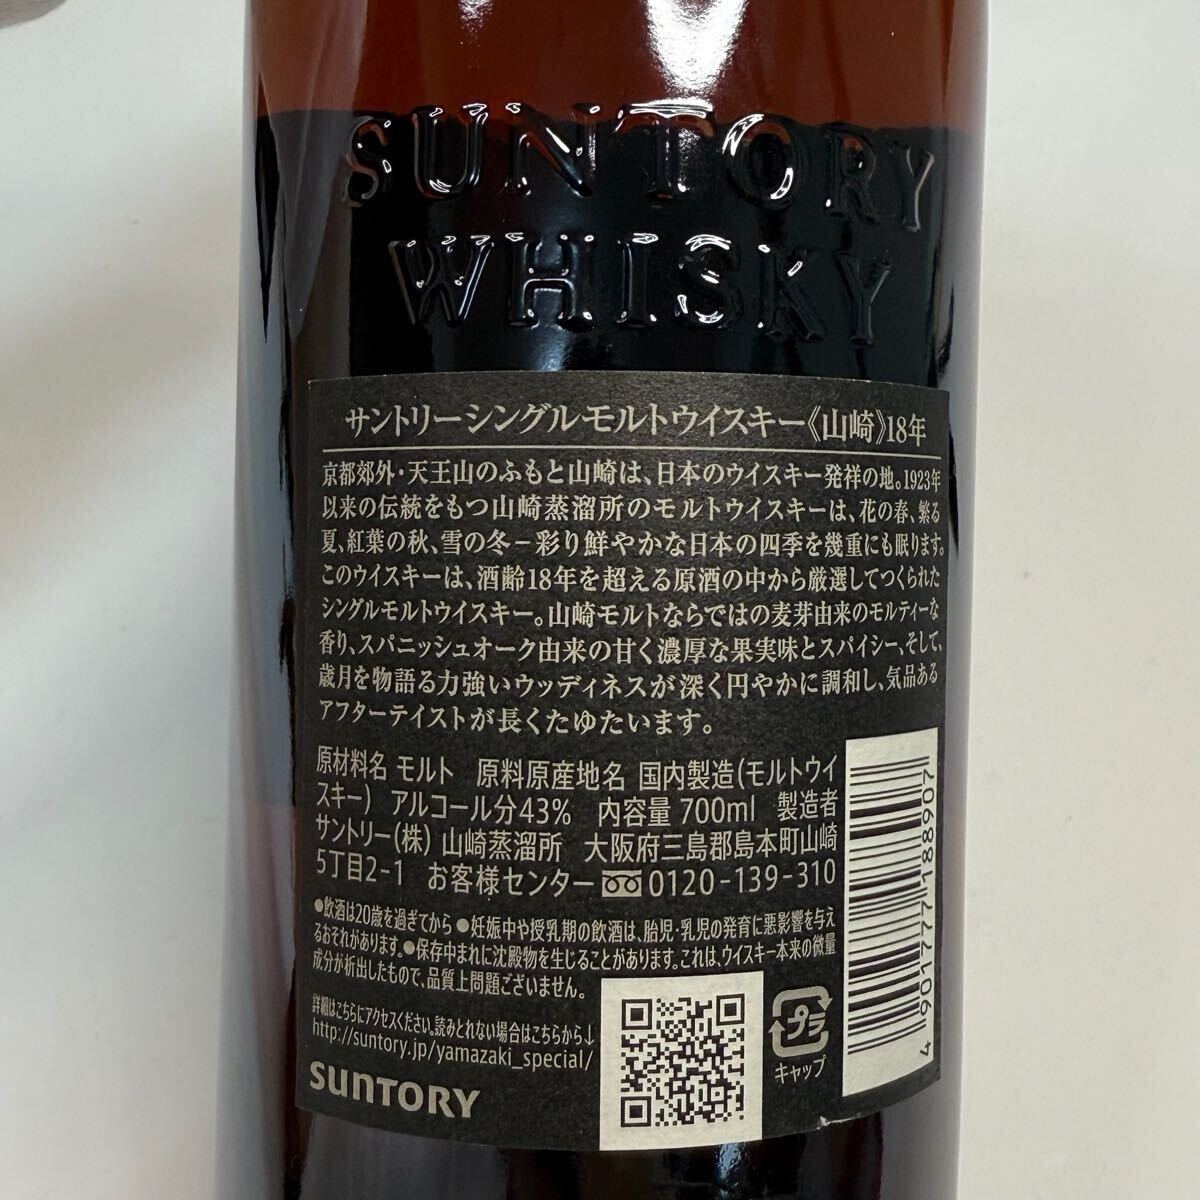 SUNTORY
WHISKY
サントリーシングルモルトウイスキー《山崎》18年
京都郊外・天王山のふもと山崎は、日本のウイスキー発祥の地。1923年
以来の伝統をもつ山崎蒸溜所のモルトウイスキーは、花の春、繁る
夏、紅葉の秋、雪の冬－彩り鮮やかな日本の四季を幾重にも眠ります。
このウイスキーは、酒齢18年を超える原酒の中から厳選してつくられた
シングルモルトウイスキー。山崎モルトならではの麦芽由来のモルティーな
香り、スパニッシュオーク由来の甘く濃厚な果実味とスパイシー、そして、
歳月を物語る力強いウッディネスが深く円やかに調和し、気品ある
アフターテイストが長くたゆたいます。
原材料名 モルト 原料原産地名 国内製造(モルトウイ
スキー) アルコール分43% 内容量 700ml 製造者
サントリー(株) 山崎蒸溜所 大阪府三島郡島本町山崎
5丁目2-1 お客様センター 0120-139-310
●飲酒は20歳を過ぎてから ●妊娠中や授乳期の飲酒は、胎児・乳児の発育に悪影響を与え
るおそれがあります。●保存中まれに沈殿物を生じることがあります。これは、ウイスキー本来の微量
成分が析出したもので、品質上問題ございません。
詳細はこちらにアクセスください。読みとれない場合はこちらから↓
http://suntory.jp/yamazaki_special/
SUNTORY
プラ
キャップ
4 901777 188907